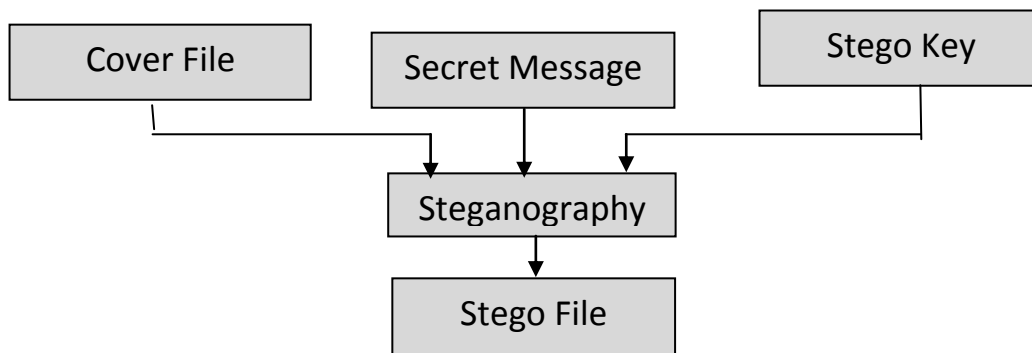 Cover File
Secret Message
Stego Key
Steganography
Stego File